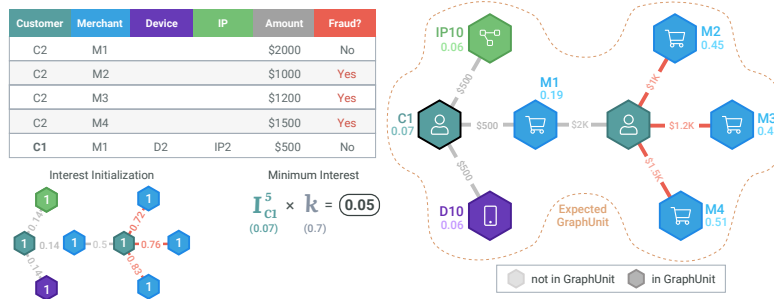 Customer Merchant Device IP Amount Fraud?
C2 M1 $2000 No
C2 M2 $1000 Yes
C2 M3 $1200 Yes
C2 M4 $1500 Yes
C1 M1 D2 IP2 $500 No
Interest Initialization
1 1
0.14 0.72
1 0.14 1 0.5 1 0.76 1
0.14 0.83
1 1
Minimum Interest
I 5 C1 × k = 0.05
(0.07) (0.7)
IP10
0.06
M2
0.45
$500 $1K
M1
0.19
C1
0.07
$500 $2K $1.2K
M3
$500 $1.5K
D10
0.06
Expected
GraphUnit
M4
0.51
not in GraphUnit in GraphUnit